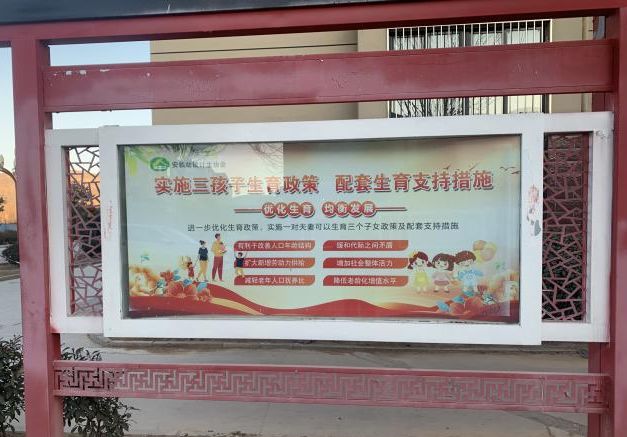 实施三孩子生育政策 配套生育支持措施
优化生育 均衡发展
进一步优化生育政策，实施一对夫妻可以生育三个子女政策及配套支持措施
有利于改善人口年龄结构 缓和代际之间矛盾
扩大新增劳动力供给 增加社会整体活力
减轻老年人口抚养比 降低老龄化增值水平